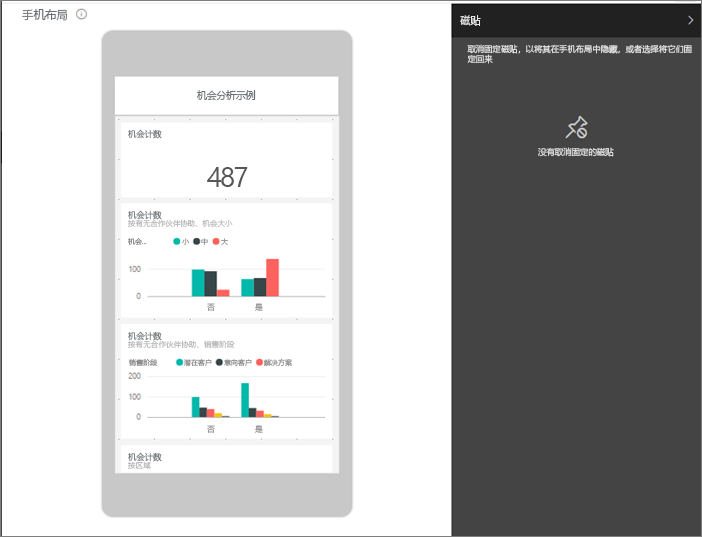 手机布局
机会分析示例
机会计数
487
机会计数
按有无合作伙伴协助、机会大小
机会... 小 中 大
100
0
否 是
机会计数
按有无合作伙伴协助、销售阶段
销售阶段 潜在客户 意向客户 解决方案
200
100
0
否 是
机会计数
按区域
磁贴
取消固定磁贴，以将其在手机布局中隐藏，或者选择将它们固
定回来
没有取消固定的磁贴